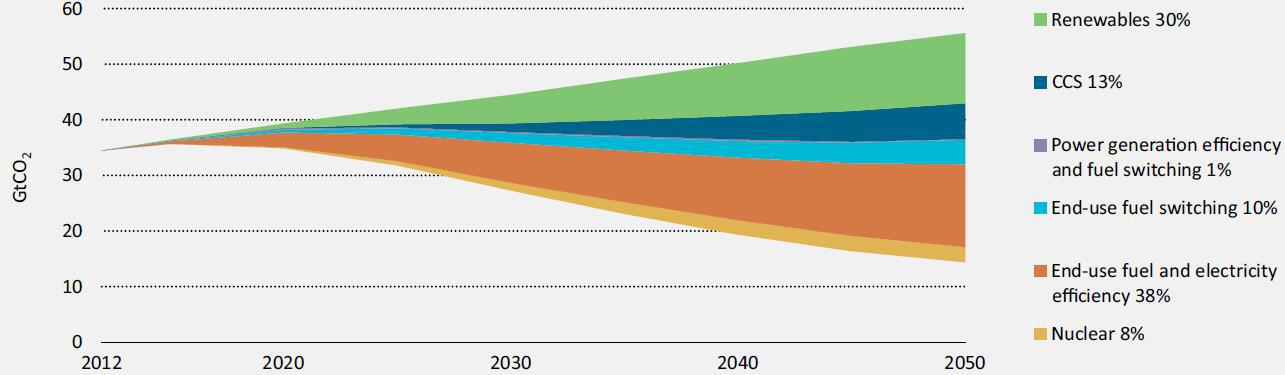 60
50
40
30
20
10
0
GtCO2
2012 2020 2030 2040 2050
Renewables 30%
CCS 13%
Power generation efficiency
and fuel switching 1%
End-use fuel switching 10%
End-use fuel and electricity
efficiency 38%
Nuclear 8%